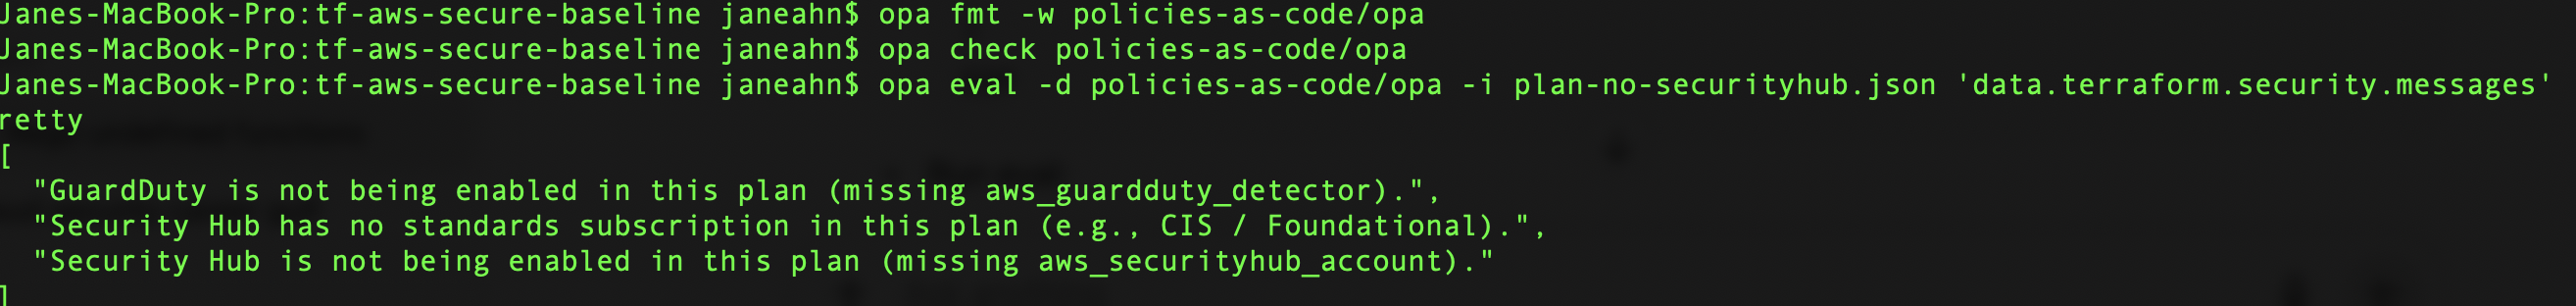 Janes-MacBook-Pro:tf-aws-secure-baseline janeahn$ opa fmt -w policies-as-code/opa
Janes-MacBook-Pro:tf-aws-secure-baseline janeahn$ opa check policies-as-code/opa
Janes-MacBook-Pro:tf-aws-secure-baseline janeahn$ opa eval -d policies-as-code/opa -i plan-no-securityhub.json 'data.terraform.security.messages'
retty
[
  "GuardDuty is not being enabled in this plan (missing aws_guardduty_detector).",
  "Security Hub has no standards subscription in this plan (e.g., CIS / Foundational).",
  "Security Hub is not being enabled in this plan (missing aws_securityhub_account)."
]